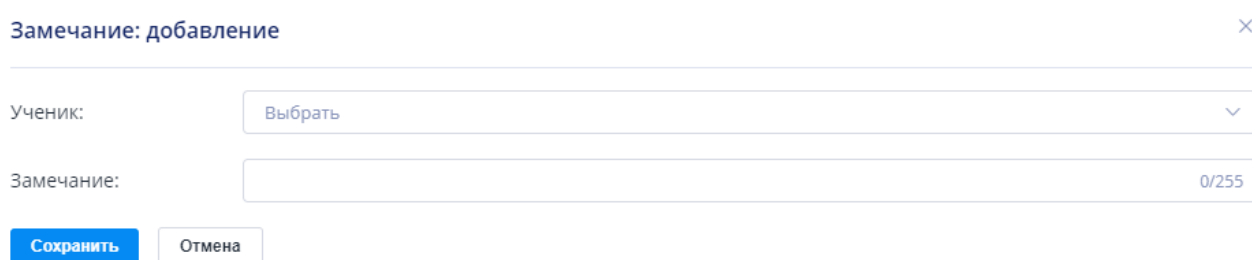 Замечание: добавление
Ученик: Выбрать
Замечание: 0/255
Сохранить Отмена